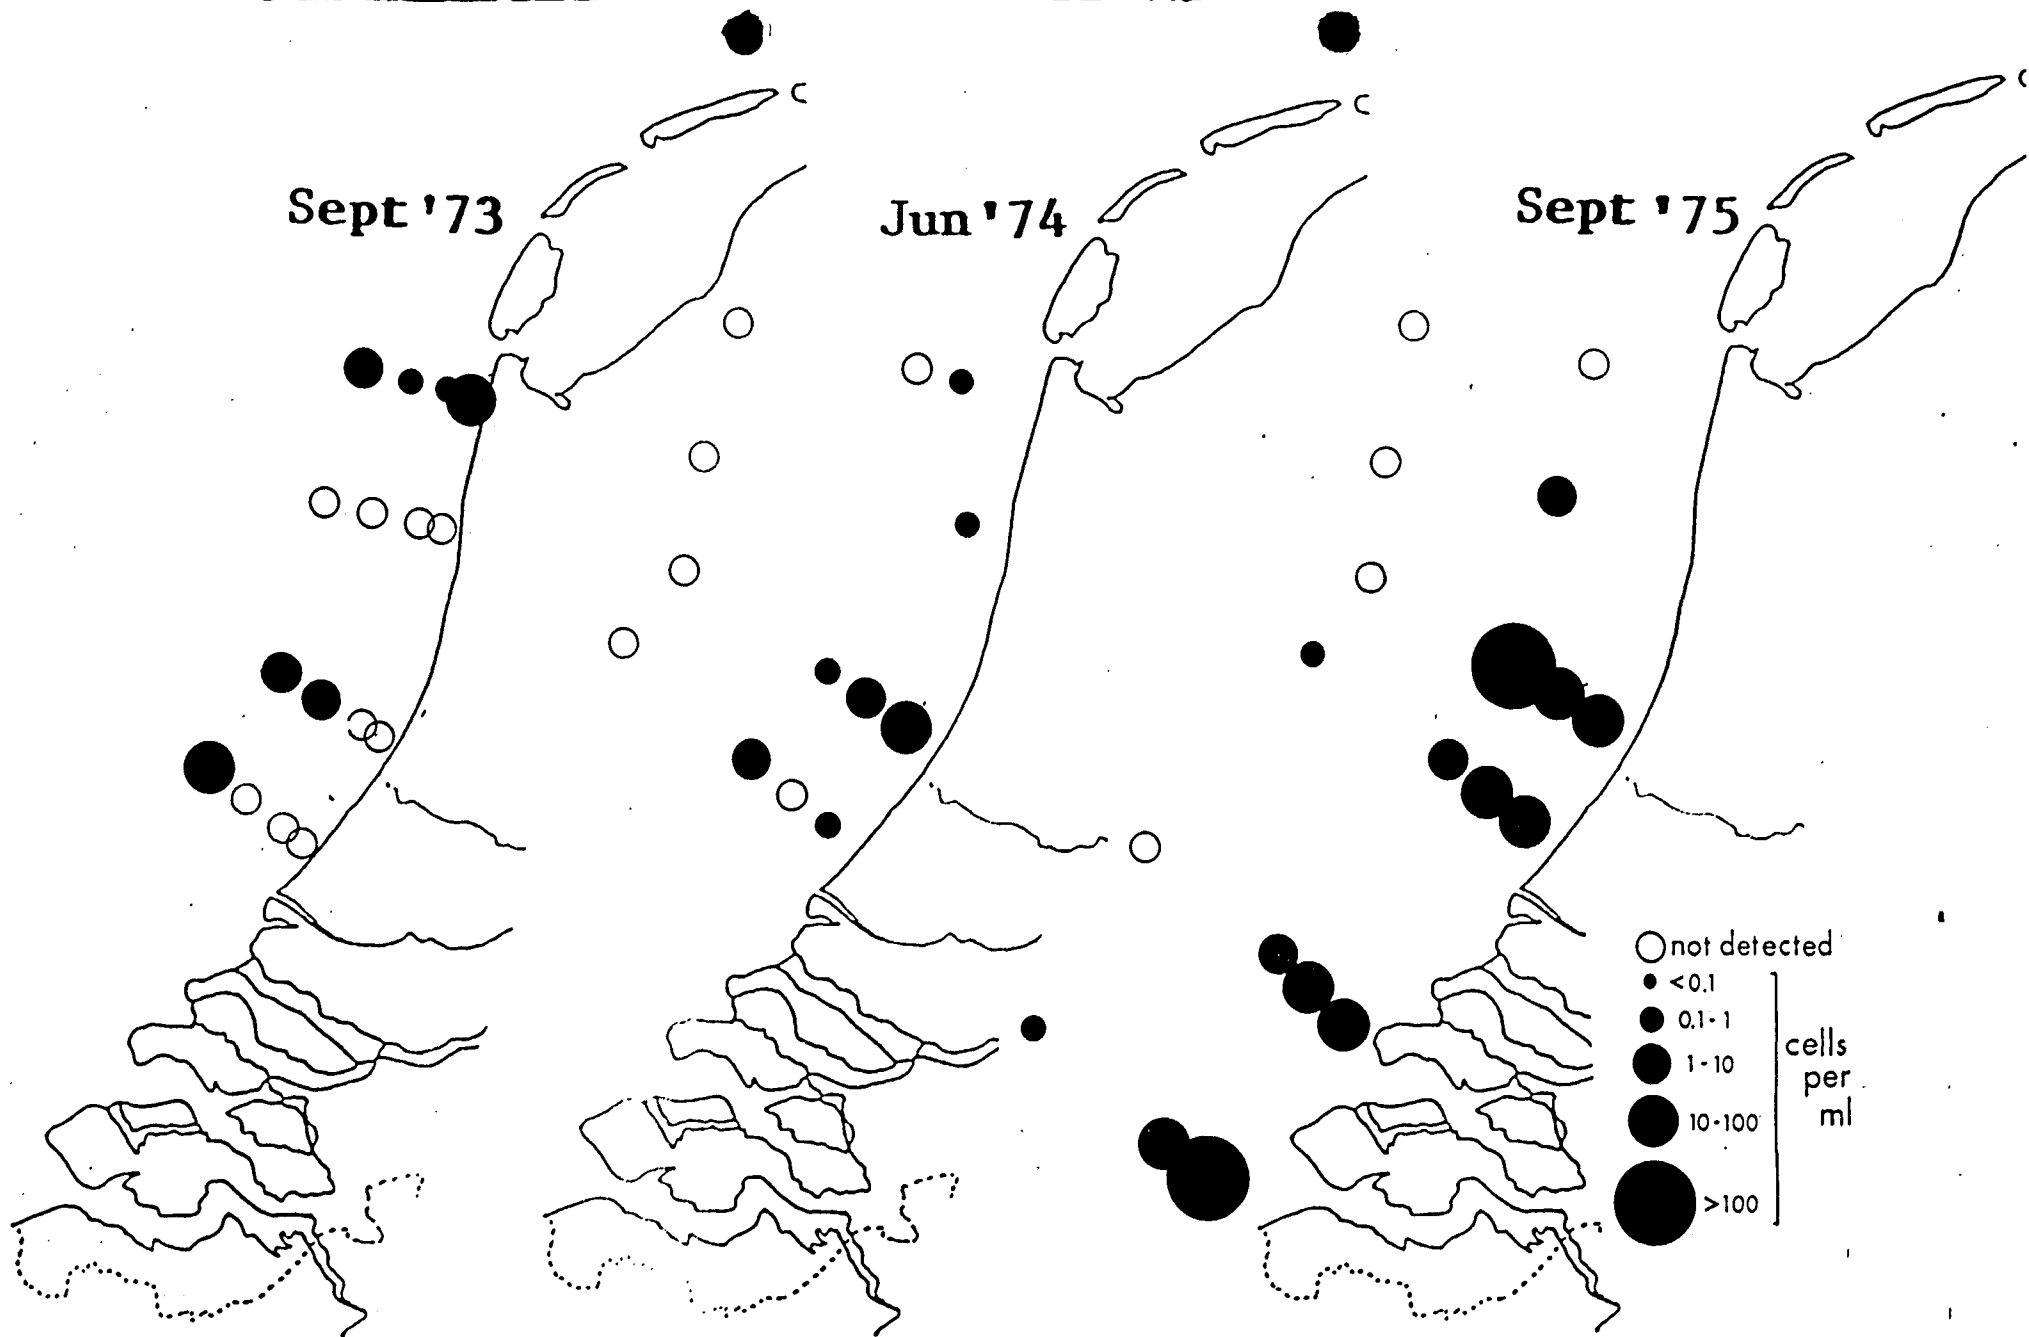 Sept '73
Jun '74
Sept '75
not detected
<0.1
0.1-1
1-10
10-100
>100
cells
per
ml